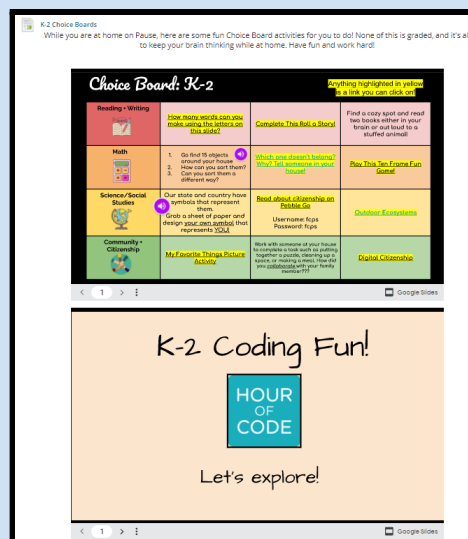 K-2 Choice Boards
While you are at home on Pause, here are some fun Choice Board activities for you to do! None of this is graded, and it's al
to keep your brain thinking while at home. Have fun and work hard!
Choice Board: K-2
Anything highlighted in yellow
is a link you can click on!
Reading + Writing
How many words can you
make using the letters on
this slide?
Complete This Roll a Story!
Find a cozy spot and read
two books either in your
brain or out loud to a
stuffed animal!
Math
1. Go find 15 objects
around your house
2. How can you sort them?
3. Can you sort them a
different way?
Which one doesn't belong?
Why? Tell someone in your
house!
Play This Ten Frame Fun
Game!
Science/Social
Studies
Our state and country have
symbols that represent
them.
Grab a sheet of paper and
design your own symbol that
represents YOU!
Read about citizenship on
Pebble Go
Username: fcps
Password: fcps
Outdoor Ecosystems
Community +
Citizenship
My Favorite Things Picture
Activity
Work with someone at your house
to complete a task such as putting
together a puzzle, cleaning up a
space, or making a meal. How did
you collaborate with your family
member???
Digital Citizenship
1
Google Slides
K-2 Coding Fun!
HOUR
OF
CODE
Let's explore!
1
Google Slides